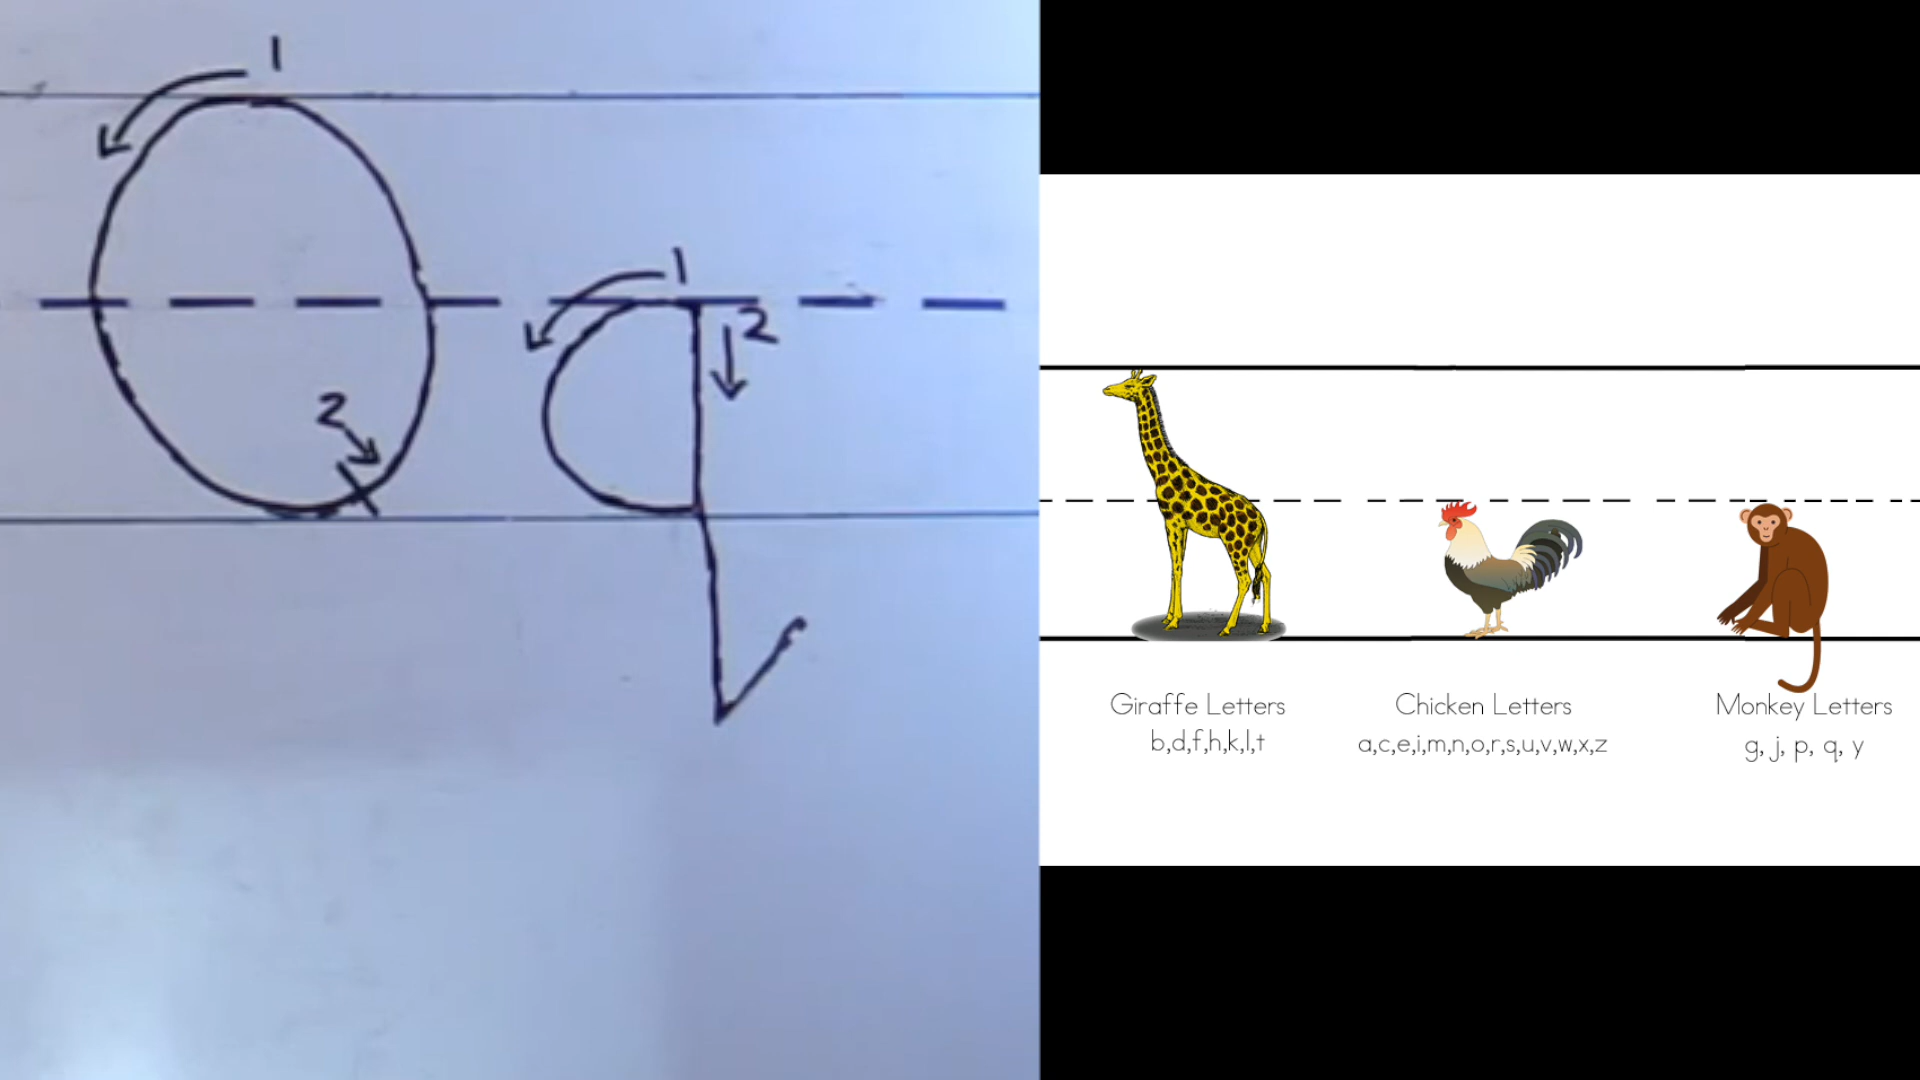 1
Q
2
1
q
2
Giraffe Letters
b,d,f,h,k,l,t
Chicken Letters
a,c,e,i,m,n,o,r,s,u,v,w,x,z
Monkey Letters
g, j, p, q, y